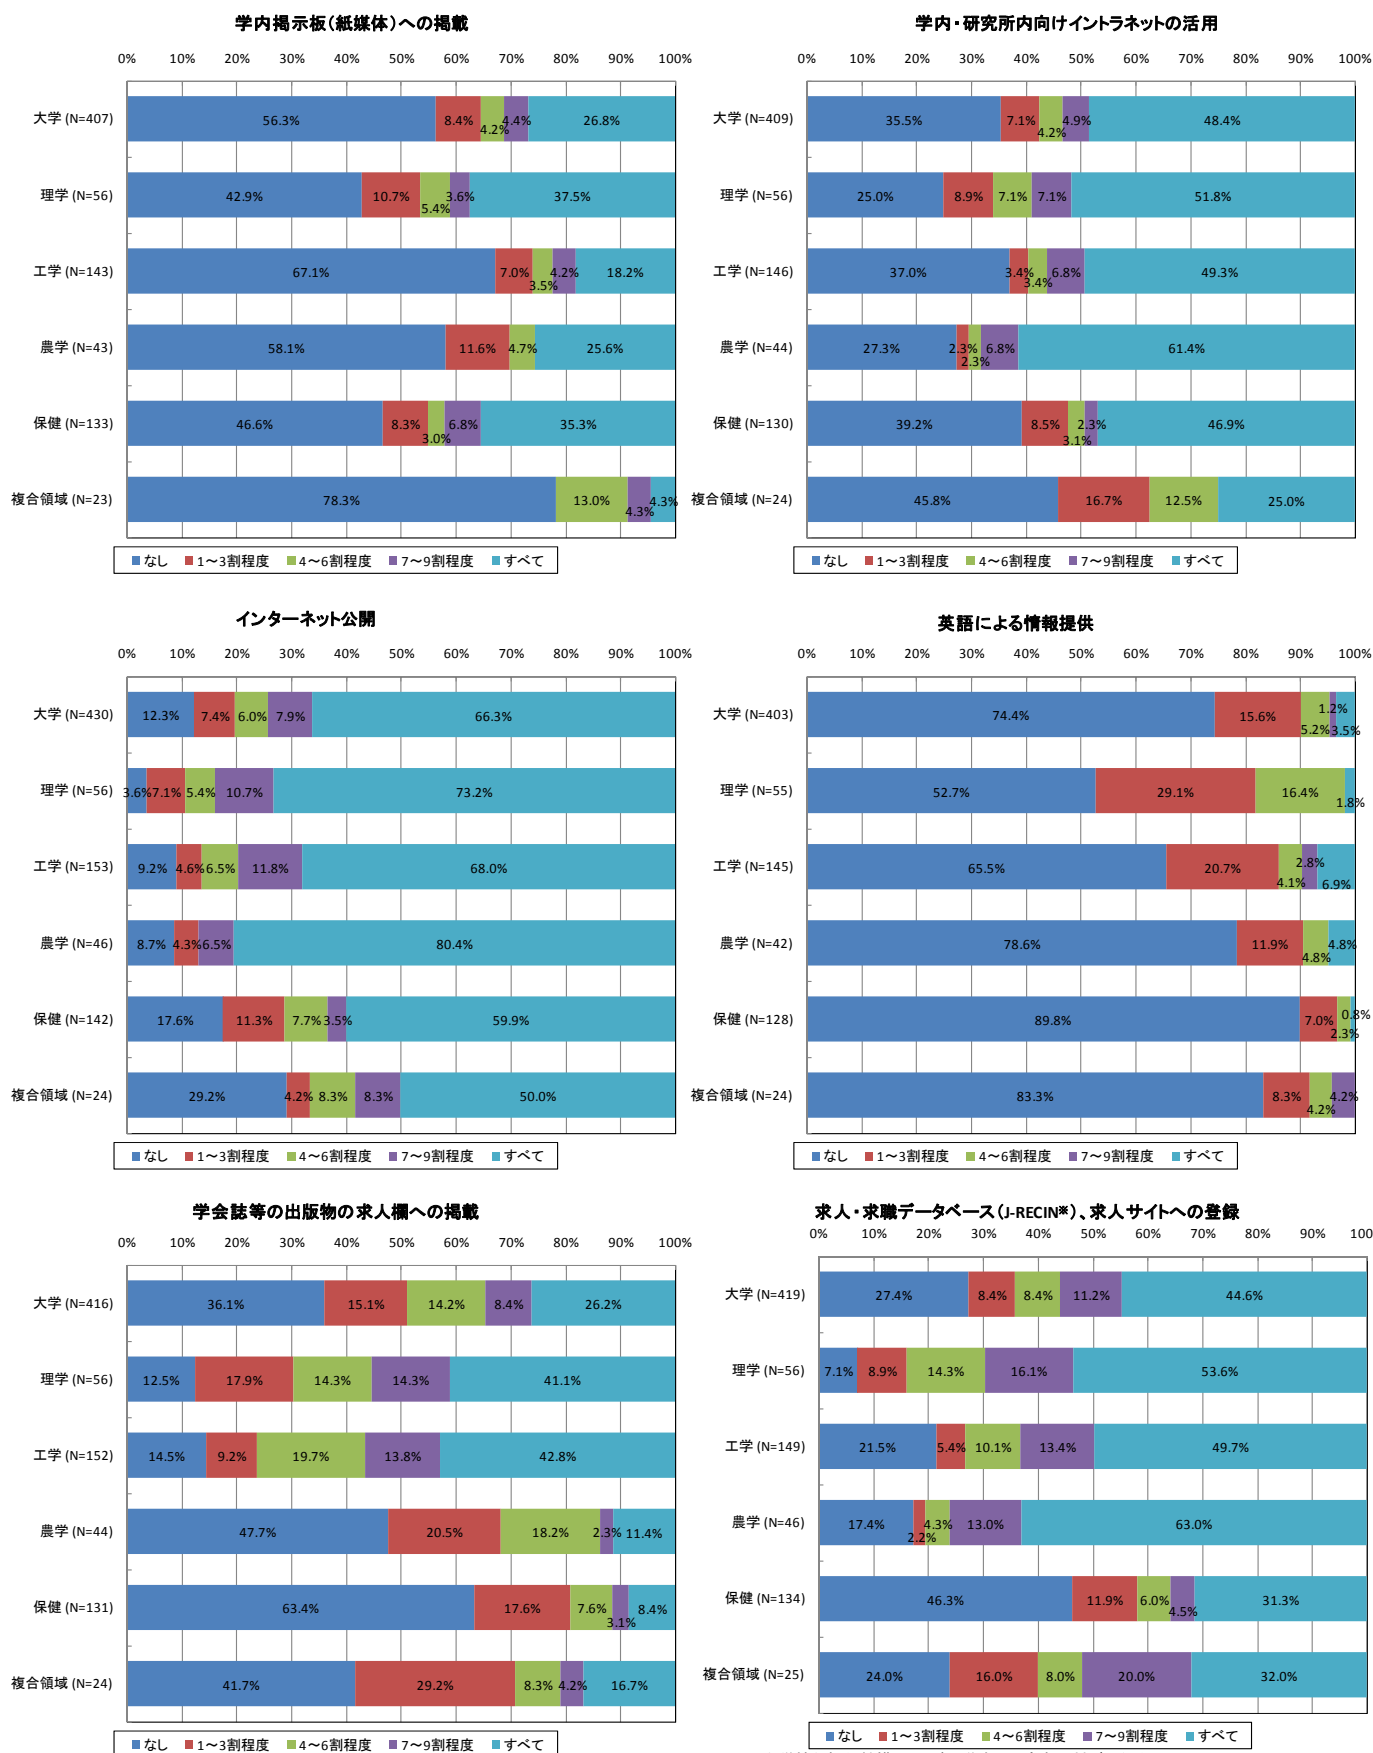 学内掲示板(紙媒体)への掲載
0% 10% 20% 30% 40% 50% 60% 70% 80% 90% 100%
大学 (N=407) 56.3% 8.4% 4.2% 4.4% 26.8%
理学 (N=56) 42.9% 10.7% 5.4% 3.6% 37.5%
工学 (N=143) 67.1% 7.0% 3.5% 4.2% 18.2%
農学 (N=43) 58.1% 11.6% 4.7% 25.6%
保健 (N=133) 46.6% 8.3% 3.0% 6.8% 35.3%
複合領域 (N=23) 78.3% 13.0% 4.3% 4.3%
なし 1～3割程度 4～6割程度 7～9割程度 すべて
学内・研究所内向けイントラネットの活用
0% 10% 20% 30% 40% 50% 60% 70% 80% 90% 100%
大学 (N=409) 35.5% 7.1% 4.2% 4.9% 48.4%
理学 (N=56) 25.0% 8.9% 7.1% 7.1% 51.8%
工学 (N=146) 37.0% 3.4% 3.4% 6.8% 49.3%
農学 (N=44) 27.3% 2.3% 2.3% 6.8% 61.4%
保健 (N=130) 39.2% 8.5% 3.1% 2.3% 46.9%
複合領域 (N=24) 45.8% 16.7% 12.5% 25.0%
なし 1～3割程度 4～6割程度 7～9割程度 すべて
インターネット公開
0% 10% 20% 30% 40% 50% 60% 70% 80% 90% 100%
大学 (N=430) 12.3% 7.4% 6.0% 7.9% 66.3%
理学 (N=56) 3.6% 7.1% 5.4% 10.7% 73.2%
工学 (N=153) 9.2% 4.6% 6.5% 11.8% 68.0%
農学 (N=46) 8.7% 4.3% 6.5% 80.4%
保健 (N=142) 17.6% 11.3% 7.7% 3.5% 59.9%
複合領域 (N=24) 29.2% 4.2% 8.3% 8.3% 50.0%
なし 1～3割程度 4～6割程度 7～9割程度 すべて
英語による情報提供
0% 10% 20% 30% 40% 50% 60% 70% 80% 90% 100%
大学 (N=403) 74.4% 15.6% 5.2% 1.2% 3.5%
理学 (N=55) 52.7% 29.1% 16.4% 1.8%
工学 (N=145) 65.5% 20.7% 4.1% 2.8% 6.9%
農学 (N=42) 78.6% 11.9% 4.8% 4.8%
保健 (N=128) 89.8% 7.0% 2.3% 0.8%
複合領域 (N=24) 83.3% 8.3% 4.2% 4.2%
なし 1～3割程度 4～6割程度 7～9割程度 すべて
学会誌等の出版物の求人欄への掲載
0% 10% 20% 30% 40% 50% 60% 70% 80% 90% 100%
大学 (N=416) 36.1% 15.1% 14.2% 8.4% 26.2%
理学 (N=56) 12.5% 17.9% 14.3% 14.3% 41.1%
工学 (N=152) 14.5% 9.2% 19.7% 13.8% 42.8%
農学 (N=44) 47.7% 20.5% 18.2% 2.3% 11.4%
保健 (N=131) 63.4% 17.6% 7.6% 3.1% 8.4%
複合領域 (N=24) 41.7% 29.2% 8.3% 4.2% 16.7%
なし 1～3割程度 4～6割程度 7～9割程度 すべて
求人・求職データベース(J-RECIN※)、求人サイトへの登録
0% 10% 20% 30% 40% 50% 60% 70% 80% 90% 100
大学 (N=419) 27.4% 8.4% 8.4% 11.2% 44.6%
理学 (N=56) 7.1% 8.9% 14.3% 16.1% 53.6%
工学 (N=149) 21.5% 5.4% 10.1% 13.4% 49.7%
農学 (N=46) 17.4% 2.2% 4.3% 13.0% 63.0%
保健 (N=134) 46.3% 11.9% 6.0% 4.5% 31.3%
複合領域 (N=25) 24.0% 16.0% 8.0% 20.0% 32.0%
なし 1～3割程度 4～6割程度 7～9割程度 すべて